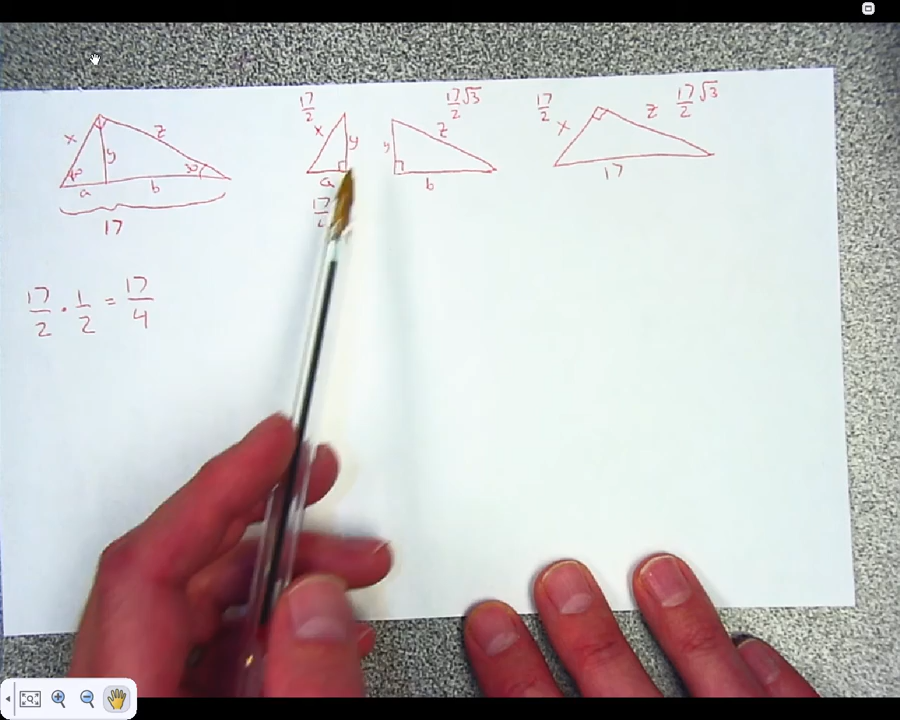 x
y
z
60°
30°
a
b
17
17/2
x
y
a
17/
17/2 √3
y
z
b
17/2
x
z
17/2 √3
17
17/2 · 1/2 = 17/4